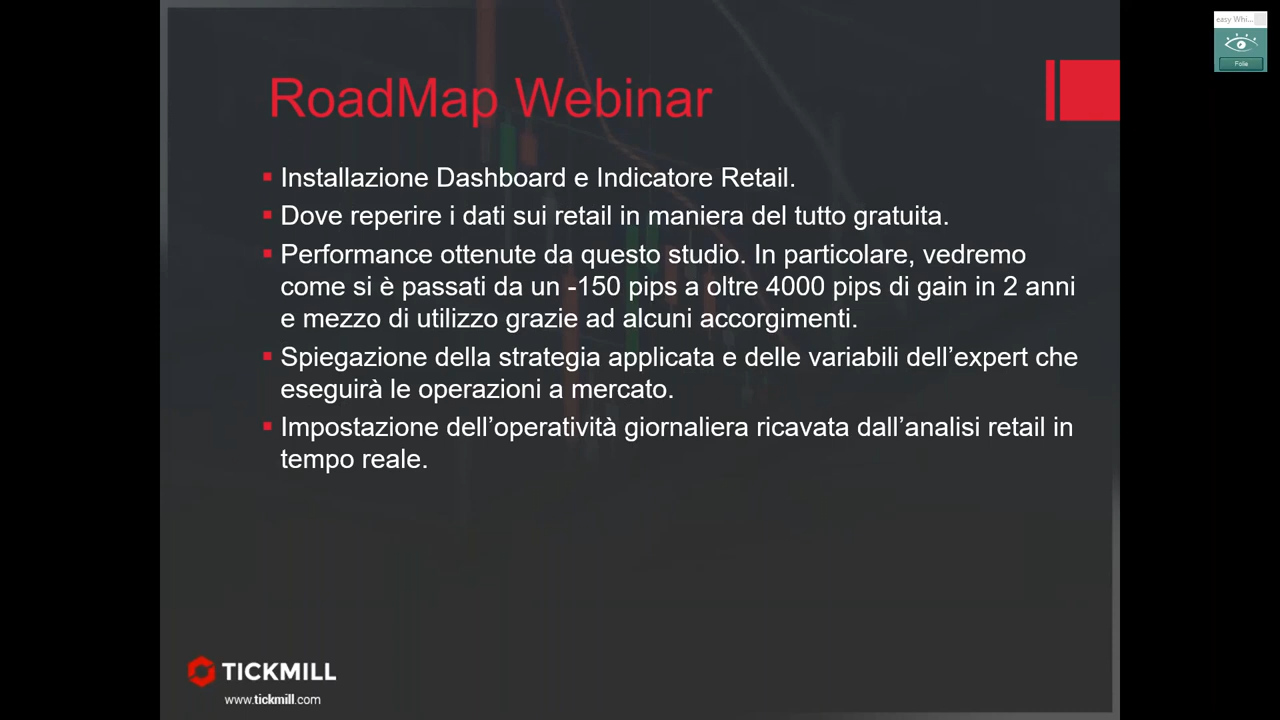 easy Whi...
Folie
RoadMap Webinar
Installazione Dashboard e Indicatore Retail.
Dove reperire i dati sui retail in maniera del tutto gratuita.
Performance ottenute da questo studio. In particolare, vedremo
come si è passati da un -150 pips a oltre 4000 pips di gain in 2 anni
e mezzo di utilizzo grazie ad alcuni accorgimenti.
Spiegazione della strategia applicata e delle variabili dell’expert che
eseguirà le operazioni a mercato.
Impostazione dell’operatività giornaliera ricavata dall’analisi retail in
tempo reale.
TICKMILL
www.tickmill.com